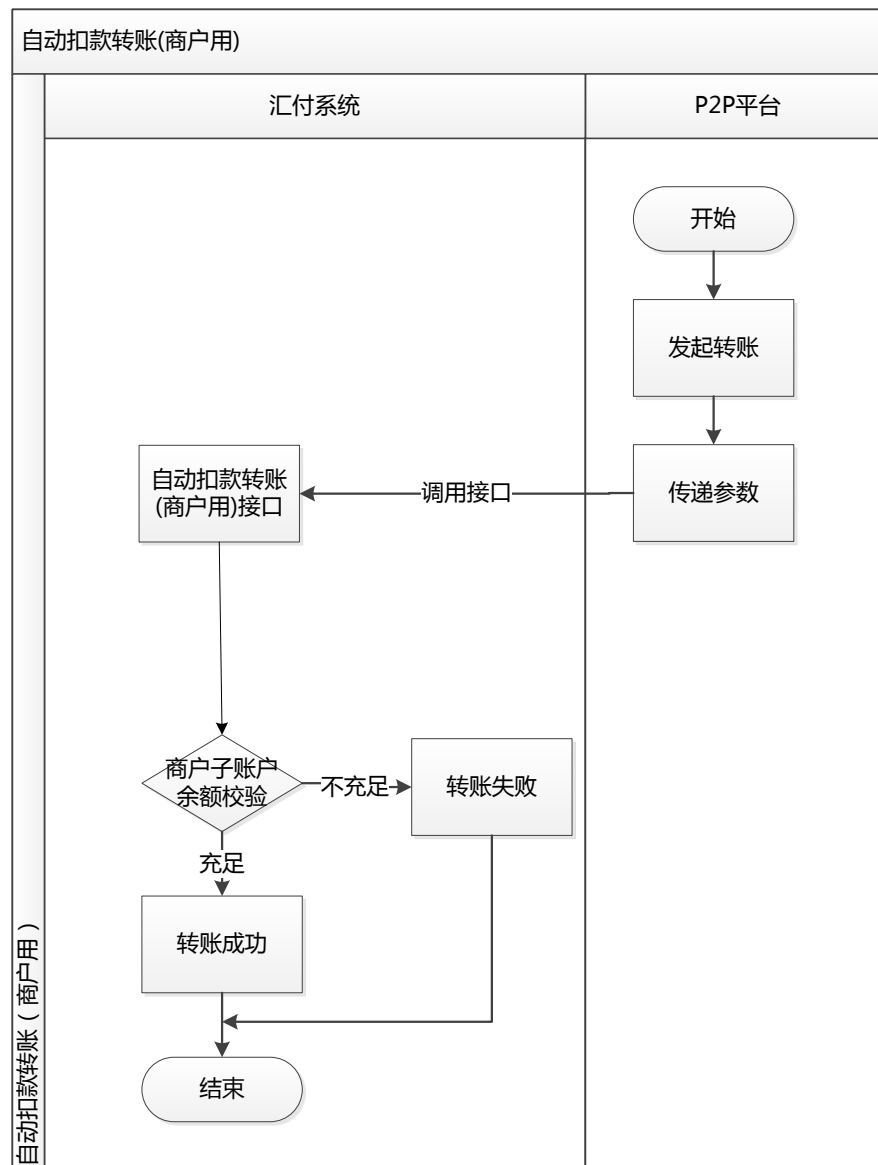 自动扣款转账(商户用)
汇付系统
P2P平台
开始
发起转账
自动扣款转账
(商户用)接口
调用接口
传递参数
商户子账户
余额校验
不充足
转账失败
充足
转账成功
结束
自动扣款转账（商户用）